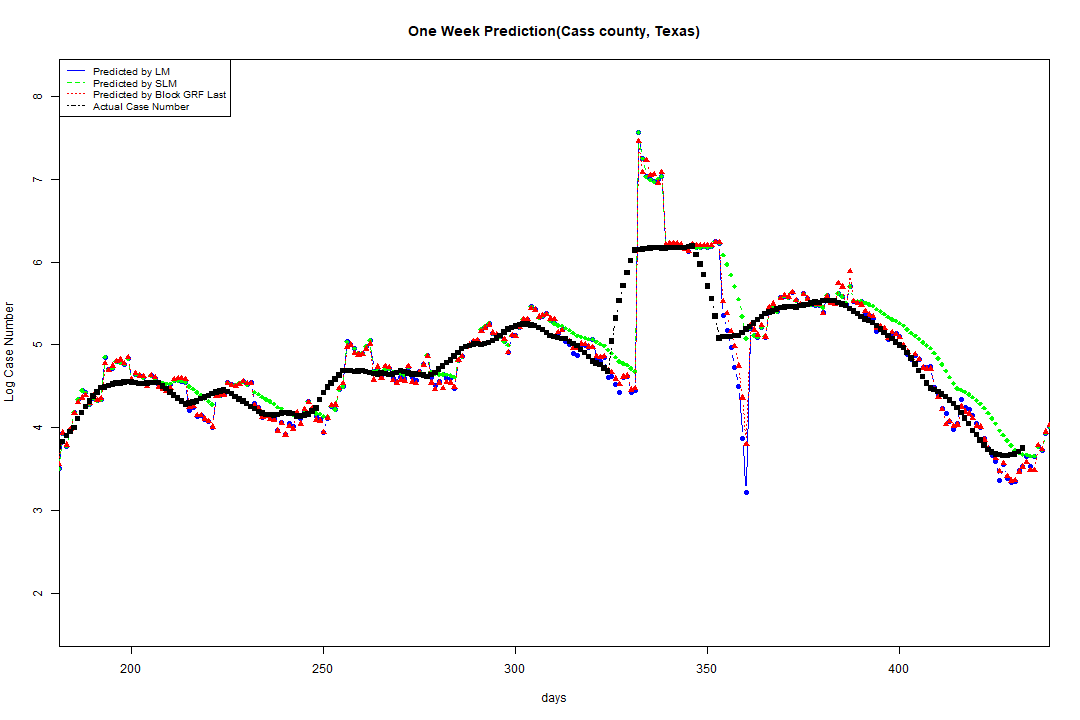 One Week Prediction(Cass county, Texas)
Predicted by LM
Predicted by SLM
Predicted by Block GRF Last
Actual Case Number
8
7
6
5
4
3
2
Log Case Number
200 250 300 350 400
days